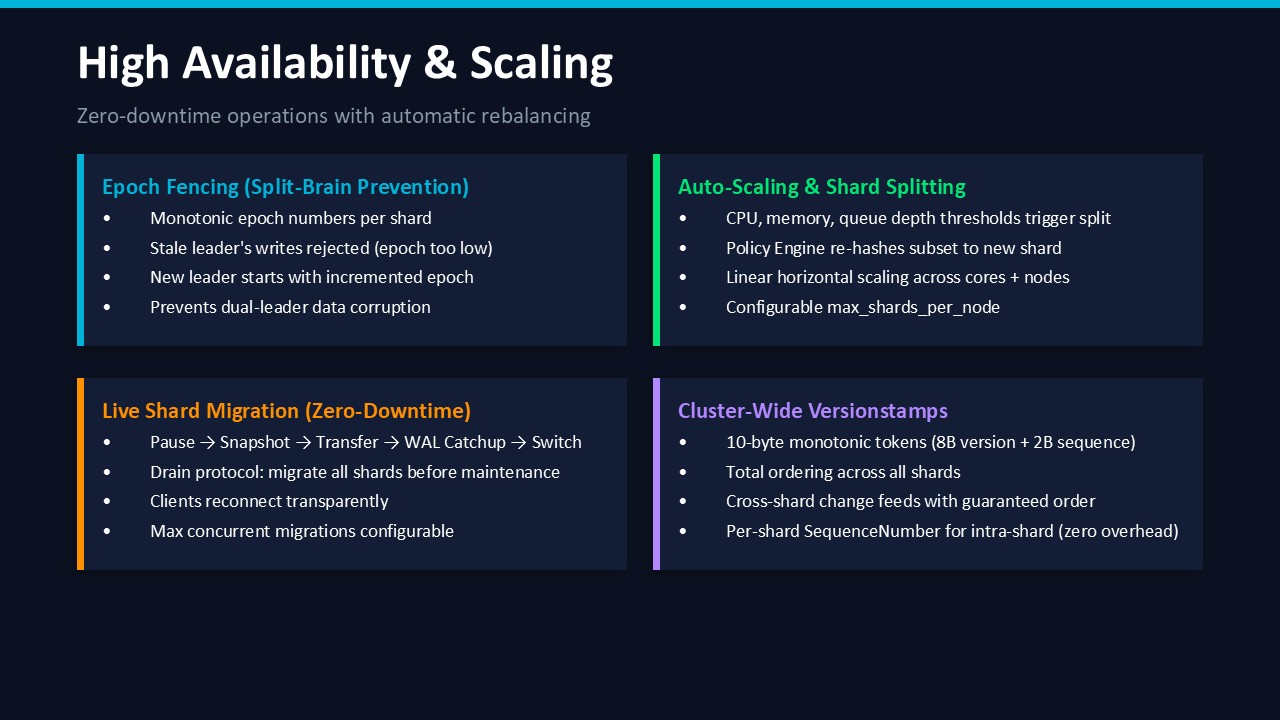 High Availability & Scaling
Zero-downtime operations with automatic rebalancing
Epoch Fencing (Split-Brain Prevention)
• Monotonic epoch numbers per shard
• Stale leader's writes rejected (epoch too low)
• New leader starts with incremented epoch
• Prevents dual-leader data corruption
Auto-Scaling & Shard Splitting
• CPU, memory, queue depth thresholds trigger split
• Policy Engine re-hashes subset to new shard
• Linear horizontal scaling across cores + nodes
• Configurable max_shards_per_node
Live Shard Migration (Zero-Downtime)
• Pause → Snapshot → Transfer → WAL Catchup → Switch
• Drain protocol: migrate all shards before maintenance
• Clients reconnect transparently
• Max concurrent migrations configurable
Cluster-Wide Versionstamps
• 10-byte monotonic tokens (8B version + 2B sequence)
• Total ordering across all shards
• Cross-shard change feeds with guaranteed order
• Per-shard SequenceNumber for intra-shard (zero overhead)